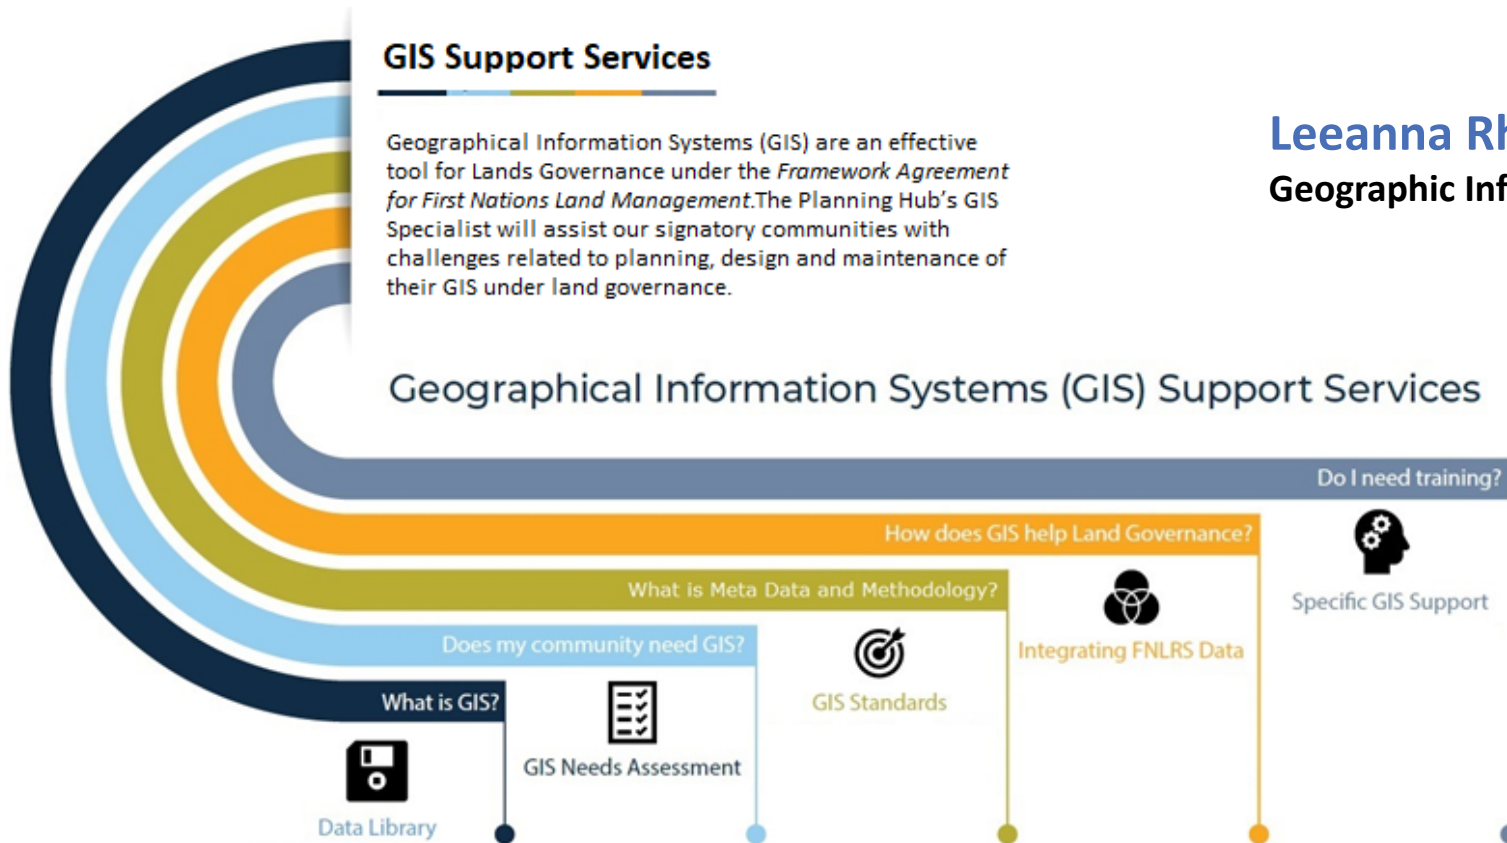 GIS Support Services
Geographical Information Systems (GIS) are an effective
tool for Lands Governance under the Framework Agreement
for First Nations Land Management.The Planning Hub's GIS
Specialist will assist our signatory communities with
challenges related to planning, design and maintenance of
their GIS under land governance.
Leeanna
Geographic
Geographical Information Systems (GIS) Support Services
Do I need training?
How does GIS help Land Governance?
Specific GIS Support
What is Meta Data and Methodology?
Integrating FNLRS Data
Does my community need GIS?
GIS Standards
What is GIS?
GIS Needs Assessment
Data Library